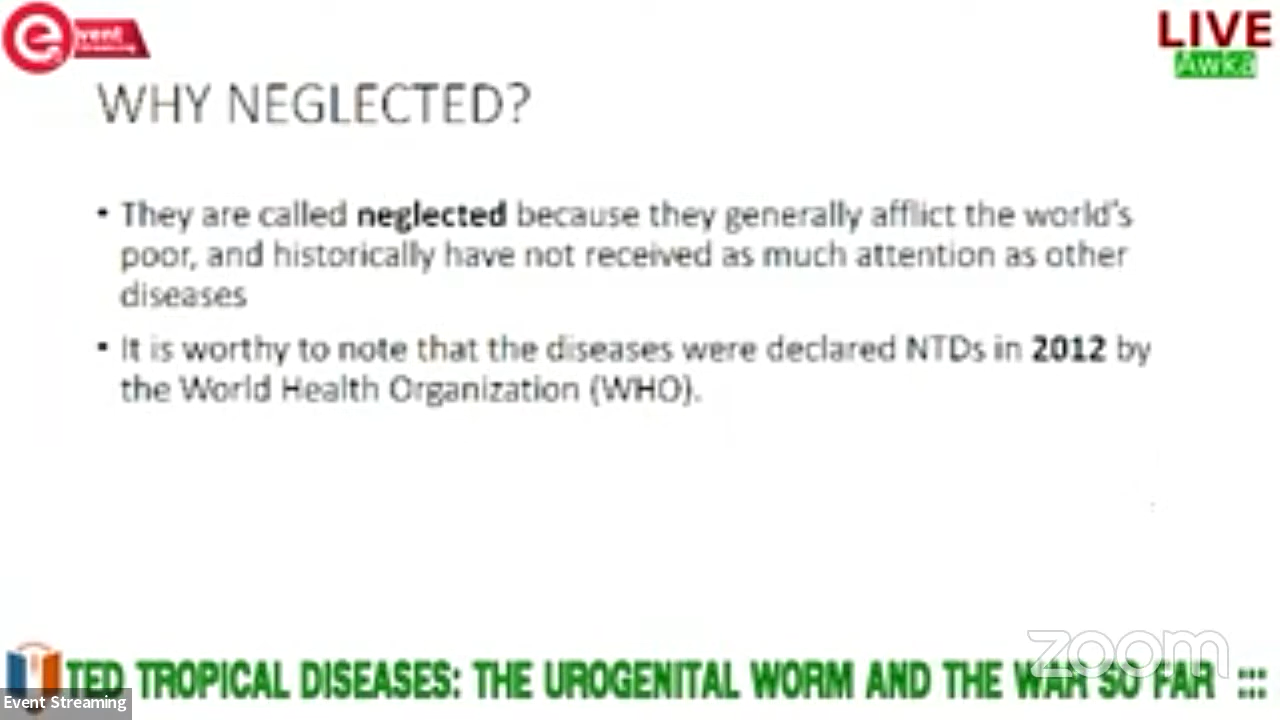 event
Streaming
LIVE
Awka
WHY NEGLECTED?
• They are called neglected because they generally afflict the world's
poor, and historically have not received as much attention as other
diseases
• It is worthy to note that the diseases were declared NTDs in 2012 by
the World Health Organization (WHO).
zoom
TED TROPICAL DISEASES: THE UROGENITAL WORM AND THE WAR SO FAR :::
Event Streaming